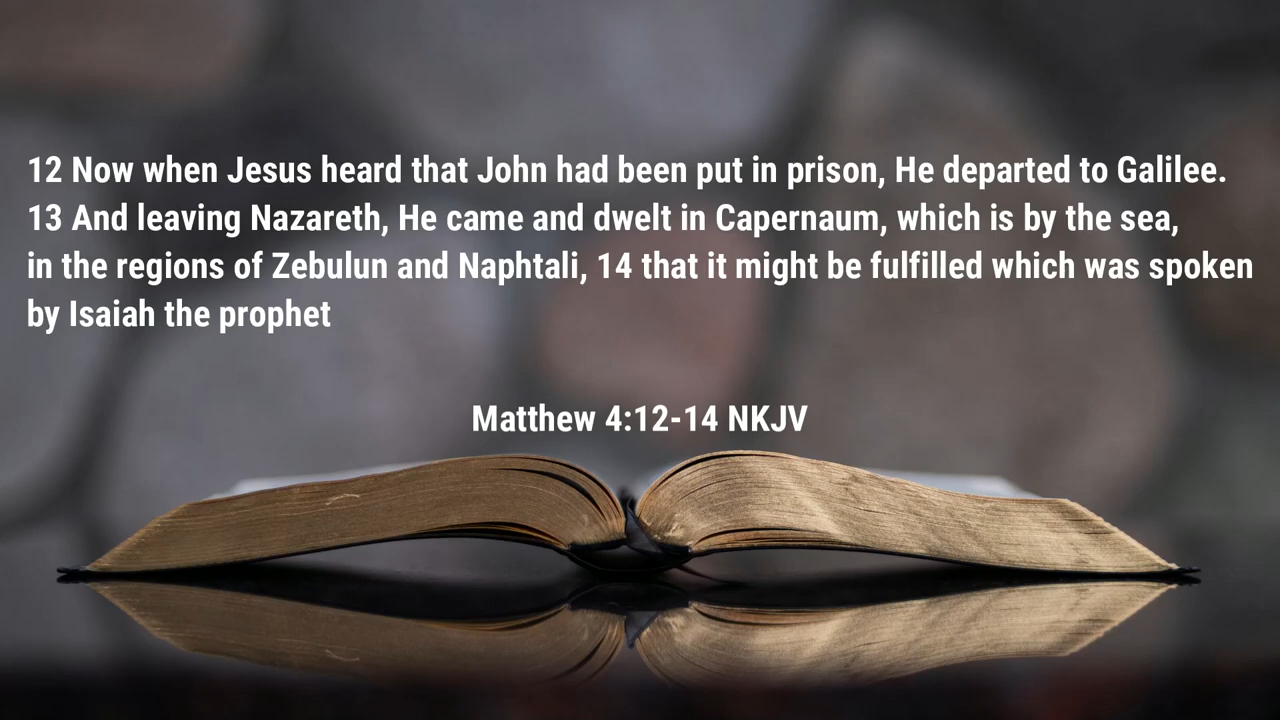 12 Now when Jesus heard that John had been put in prison, He departed to Galilee.
13 And leaving Nazareth, He came and dwelt in Capernaum, which is by the sea,
in the regions of Zebulun and Naphtali, 14 that it might be fulfilled which was spoken
by Isaiah the prophet
Matthew 4:12-14 NKJV